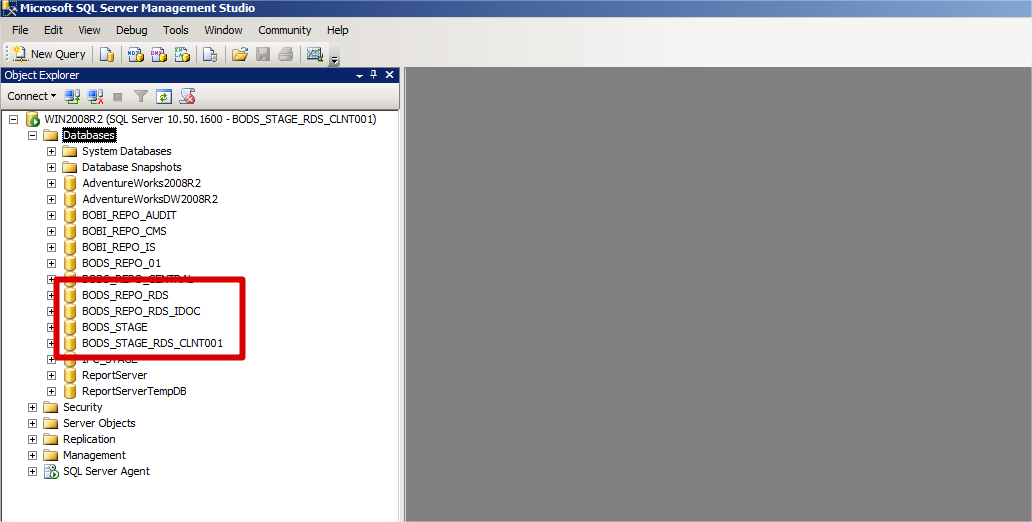 Microsoft SQL Server Management Studio
File Edit View Debug Tools Window Community Help
New Query
Object Explorer
Connect
WIN2008R2 (SQL Server 10.50.1600 - BODS_STAGE_RDS_CLNT001)
Databases
System Databases
Database Snapshots
AdventureWorks2008R2
AdventureWorksDW2008R2
BOBI_REPO_AUDIT
BOBI_REPO_CMS
BOBI_REPO_IS
BODS_REPO_01
BODS_REPO_CENTRAL
BODS_REPO_RDS
BODS_REPO_RDS_IDOC
BODS_STAGE
BODS_STAGE_RDS_CLNT001
ReportServer
ReportServerTempDB
Security
Server Objects
Replication
Management
SQL Server Agent